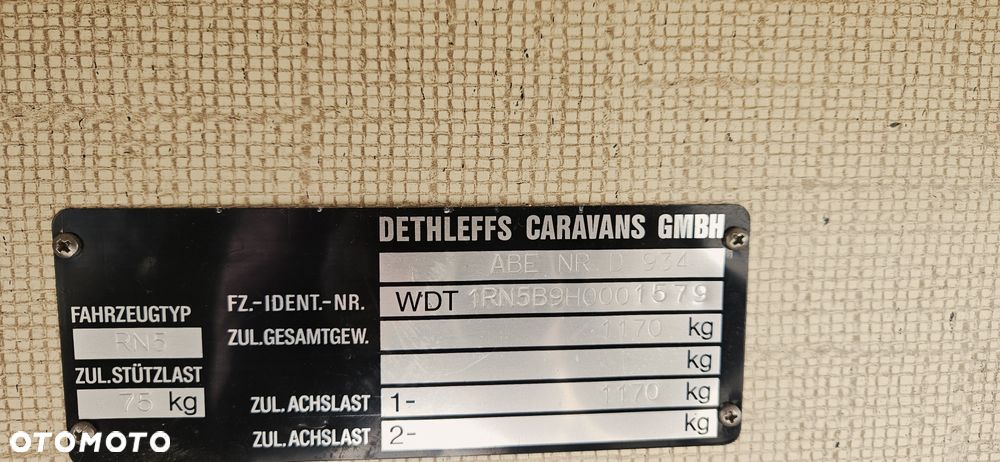 DETHLEFFS CARAVANS GMBH
ABE NR.D 934
FZ.-IDENT.-NR. WDT 1RN5B9H0001579
FAHRZEUGTYP
RN5
ZUL.GESAMTGEW. 1170 kg
kg
ZUL.STÜTZLAST
75 kg
ZUL.ACHSLAST 1- 1170 kg
ZUL.ACHSLAST 2- kg
OTOMOTO